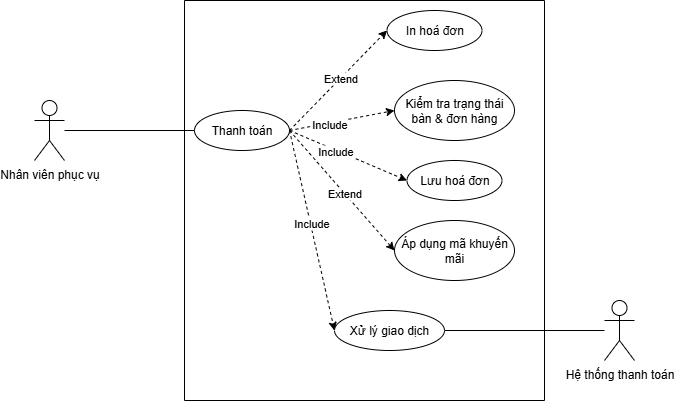 In hoá đơn
Extend
Kiểm tra trạng thái
bàn & đơn hàng
Include
Thanh toán
Include
Lưu hoá đơn
Nhân viên phục vụ
Extend
Include
Áp dụng mã khuyến
mãi
Xử lý giao dịch
Hệ thống thanh toán